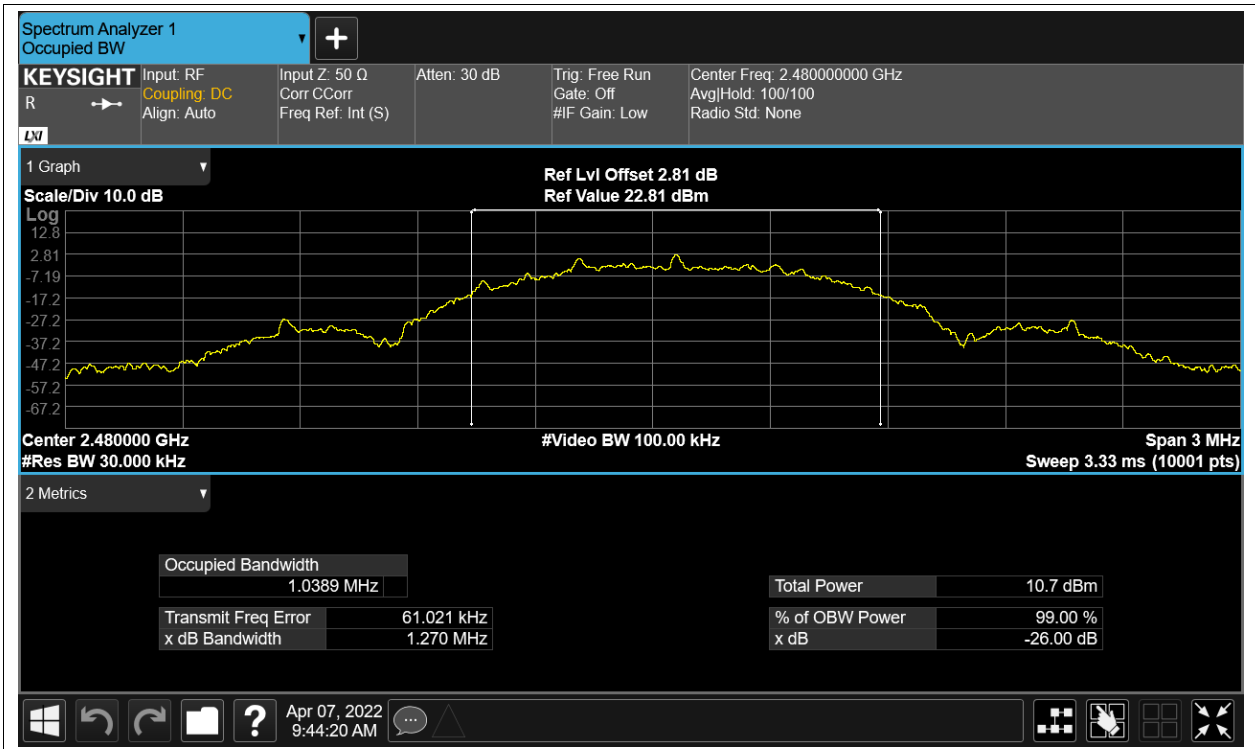 Spectrum Analyzer 1
Occupied BW
KEYSIGHT
R
LXI
Input: RF
Coupling: DC
Align: Auto
Input Z: 50 Ω
Corr CCorr
Freq Ref: Int (S)
Atten: 30 dB
Trig: Free Run
Gate: Off
#IF Gain: Low
Center Freq: 2.480000000 GHz
Avg|Hold: 100/100
Radio Std: None
1 Graph
Scale/Div 10.0 dB
Ref Lvl Offset 2.81 dB
Ref Value 22.81 dBm
Log
12.8
2.81
-7.19
-17.2
-27.2
-37.2
-47.2
-57.2
-67.2
Center 2.480000 GHz
#Video BW 100.00 kHz
Span 3 MHz
#Res BW 30.000 kHz
Sweep 3.33 ms (10001 pts)
2 Metrics
Occupied Bandwidth
1.0389 MHz
Transmit Freq Error 61.021 kHz
x dB Bandwidth 1.270 MHz
Total Power 10.7 dBm
% of OBW Power 99.00 %
x dB -26.00 dB
?
Apr 07, 2022
9:44:20 AM